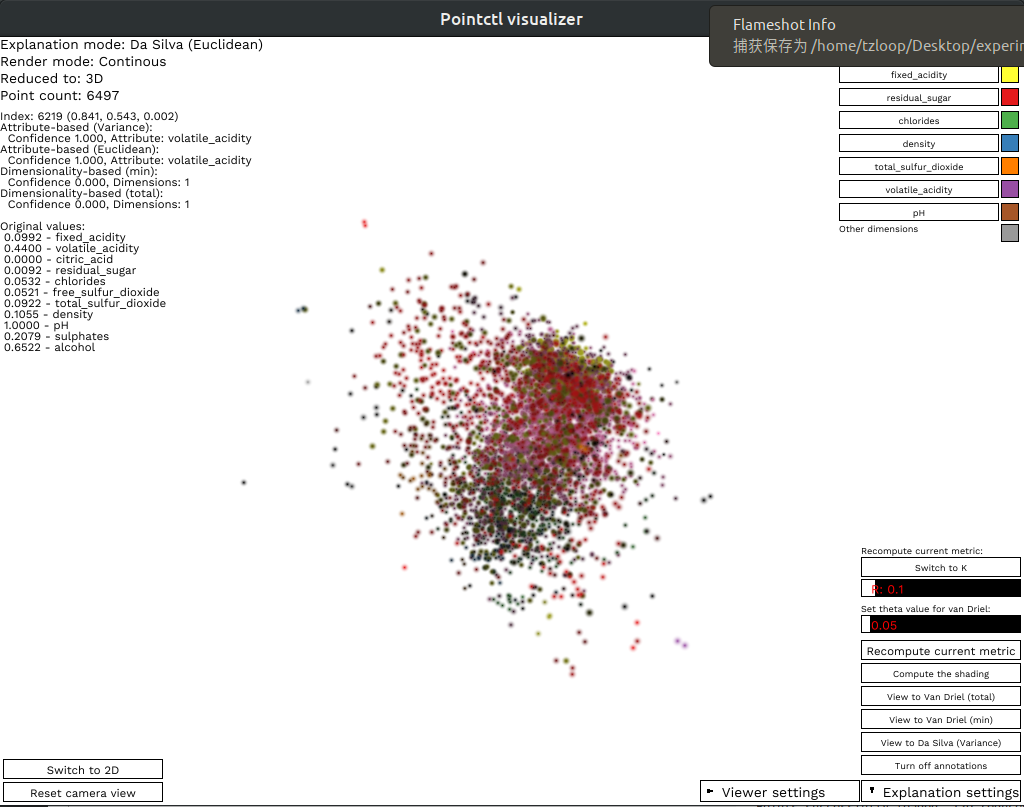 Pointctl visualizer
Flameshot Info
捕获保存为 /home/tzloop/Desktop/experim
Explanation mode: Da Silva (Euclidean)
Render mode: Continous
Reduced to: 3D
Point count: 6497
Index: 6219 (0.841, 0.543, 0.002)
Attribute-based (Variance):
Confidence 1.000, Attribute: volatile_acidity
Attribute-based (Euclidean):
Confidence 1.000, Attribute: volatile_acidity
Dimensionality-based (min):
Confidence 0.000, Dimensions: 1
Dimensionality-based (total):
Confidence 0.000, Dimensions: 1
Original values:
0.0992 - fixed_acidity
0.4400 - volatile_acidity
0.0000 - citric_acid
0.0092 - residual_sugar
0.0532 - chlorides
0.0521 - free_sulfur_dioxide
0.0922 - total_sulfur_dioxide
0.1055 - density
1.0000 - pH
0.2079 - sulphates
0.6522 - alcohol
fixed_acidity
residual_sugar
chlorides
density
total_sulfur_dioxide
volatile_acidity
pH
Other dimensions
Recompute current metric:
Switch to K
R: 0.1
Set theta value for van Driel:
0.05
Recompute current metric
Compute the shading
View to Van Driel (total)
View to Van Driel (min)
View to Da Silva (Variance)
Turn off annotations
Switch to 2D
Reset camera view
Viewer settings
Explanation settings